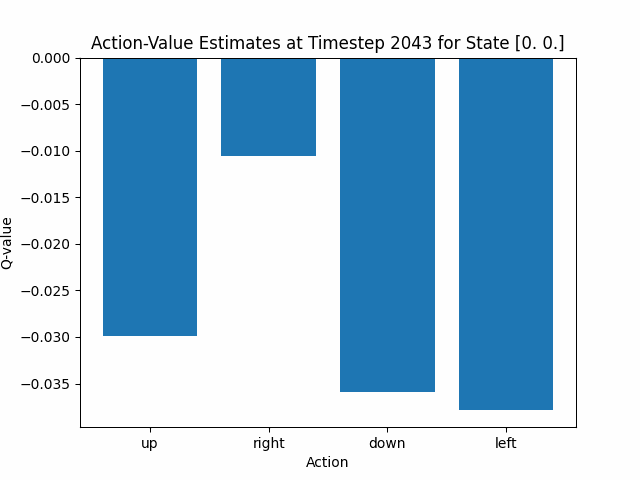 Action-Value Estimates at Timestep 2043 for State [0. 0.]
0.000
−0.005
−0.010
−0.015
−0.020
−0.025
−0.030
−0.035
Q-value
up right down left
Action